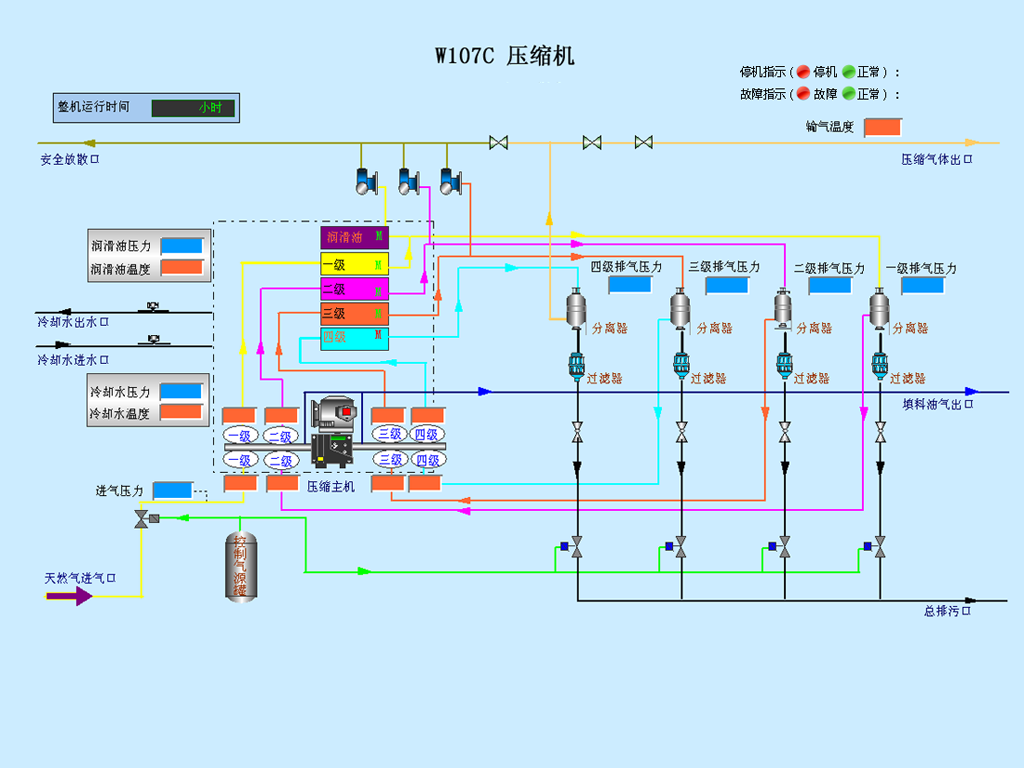 W107C 压缩机
停机指示( 停机 正常):
故障指示( 故障 正常):
整机运行时间 小时
输气温度
安全放散口
压缩气体出口
润滑油 M
一级 M
二级 M
三级 M
四级 M
润滑油压力
润滑油温度
四级排气压力
三级排气压力
二级排气压力
一级排气压力
冷却水出水口
分离器
分离器
分离器
分离器
冷却水进水口
过滤器
过滤器
过滤器
过滤器
冷却水压力
冷却水温度
填料油气出口
一级 二级 三级 四级
一级 二级 三级 四级
压缩主机
进气压力
控制气源罐
天然气进气口
总排污口